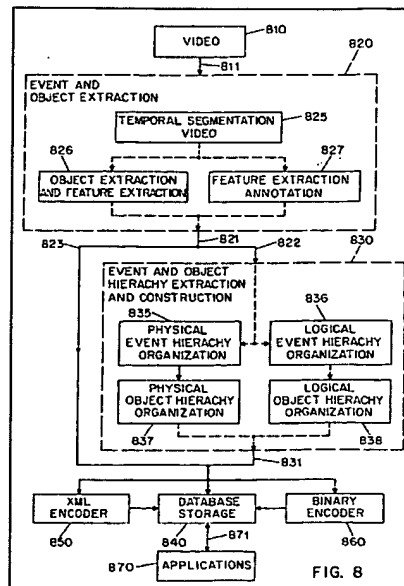 VIDEO
810
811
820
EVENT AND
OBJECT EXTRACTION
TEMPORAL SEGMENTATION
VIDEO
825
826
827
OBJECT EXTRACTION
AND FEATURE EXTRACTION
FEATURE EXTRACTION
ANNOTATION
823
821
822
830
EVENT AND OBJECT
HIERACHY EXTRACTION
AND CONSTRUCTION
835
836
PHYSICAL
EVENT HIERACHY
ORGANIZATION
LOGICAL
EVENT HIERACHY
ORGANIZATION
PHYSICAL
OBJECT HIERACHY
ORGANIZATION
LOGICAL
OBJECT HIERACHY
ORGANIZATION
837
838
831
XML
ENCODER
DATABASE
STORAGE
BINARY
ENCODER
850
840
871
860
870
APPLICATIONS
FIG. 8